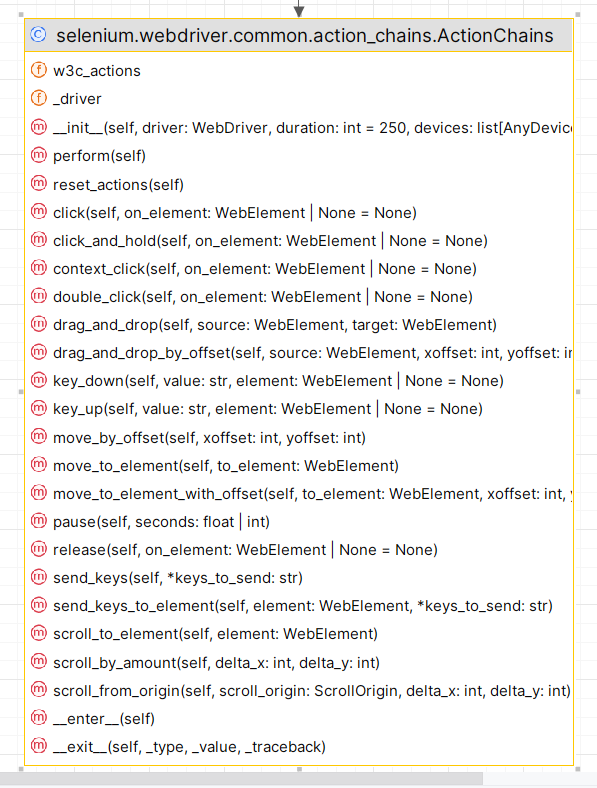 selenium.webdriver.common.action_chains.ActionChains
w3c_actions
_driver
__init__(self, driver: WebDriver, duration: int = 250, devices: list[AnyDevic
perform(self)
reset_actions(self)
click(self, on_element: WebElement | None = None)
click_and_hold(self, on_element: WebElement | None = None)
context_click(self, on_element: WebElement | None = None)
double_click(self, on_element: WebElement | None = None)
drag_and_drop(self, source: WebElement, target: WebElement)
drag_and_drop_by_offset(self, source: WebElement, xoffset: int, yoffset: in
key_down(self, value: str, element: WebElement | None = None)
key_up(self, value: str, element: WebElement | None = None)
move_by_offset(self, xoffset: int, yoffset: int)
move_to_element(self, to_element: WebElement)
move_to_element_with_offset(self, to_element: WebElement, xoffset: int,
pause(self, seconds: float | int)
release(self, on_element: WebElement | None = None)
send_keys(self, *keys_to_send: str)
send_keys_to_element(self, element: WebElement, *keys_to_send: str)
scroll_to_element(self, element: WebElement)
scroll_by_amount(self, delta_x: int, delta_y: int)
scroll_from_origin(self, scroll_origin: ScrollOrigin, delta_x: int, delta_y: int)
__enter__(self)
__exit__(self, _type, _value, _traceback)